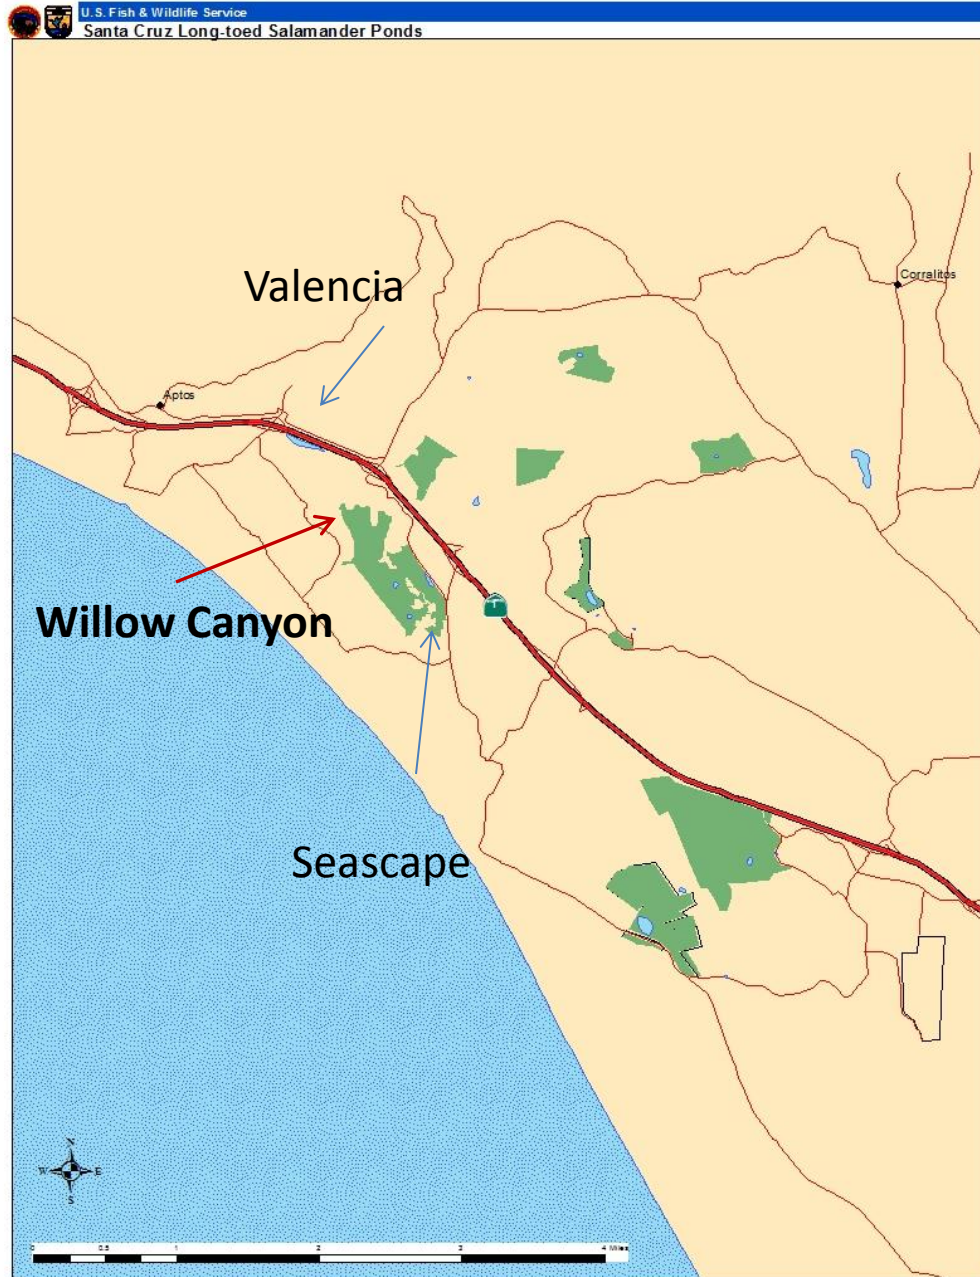 U.S. Fish & Wildlife Service
Santa Cruz Long-toed Salamander Ponds
Valencia
Corralitos
Aptos
Willow Canyon
1
Seascape
N
W E
S
0 0.5 1 2 3 4 Miles